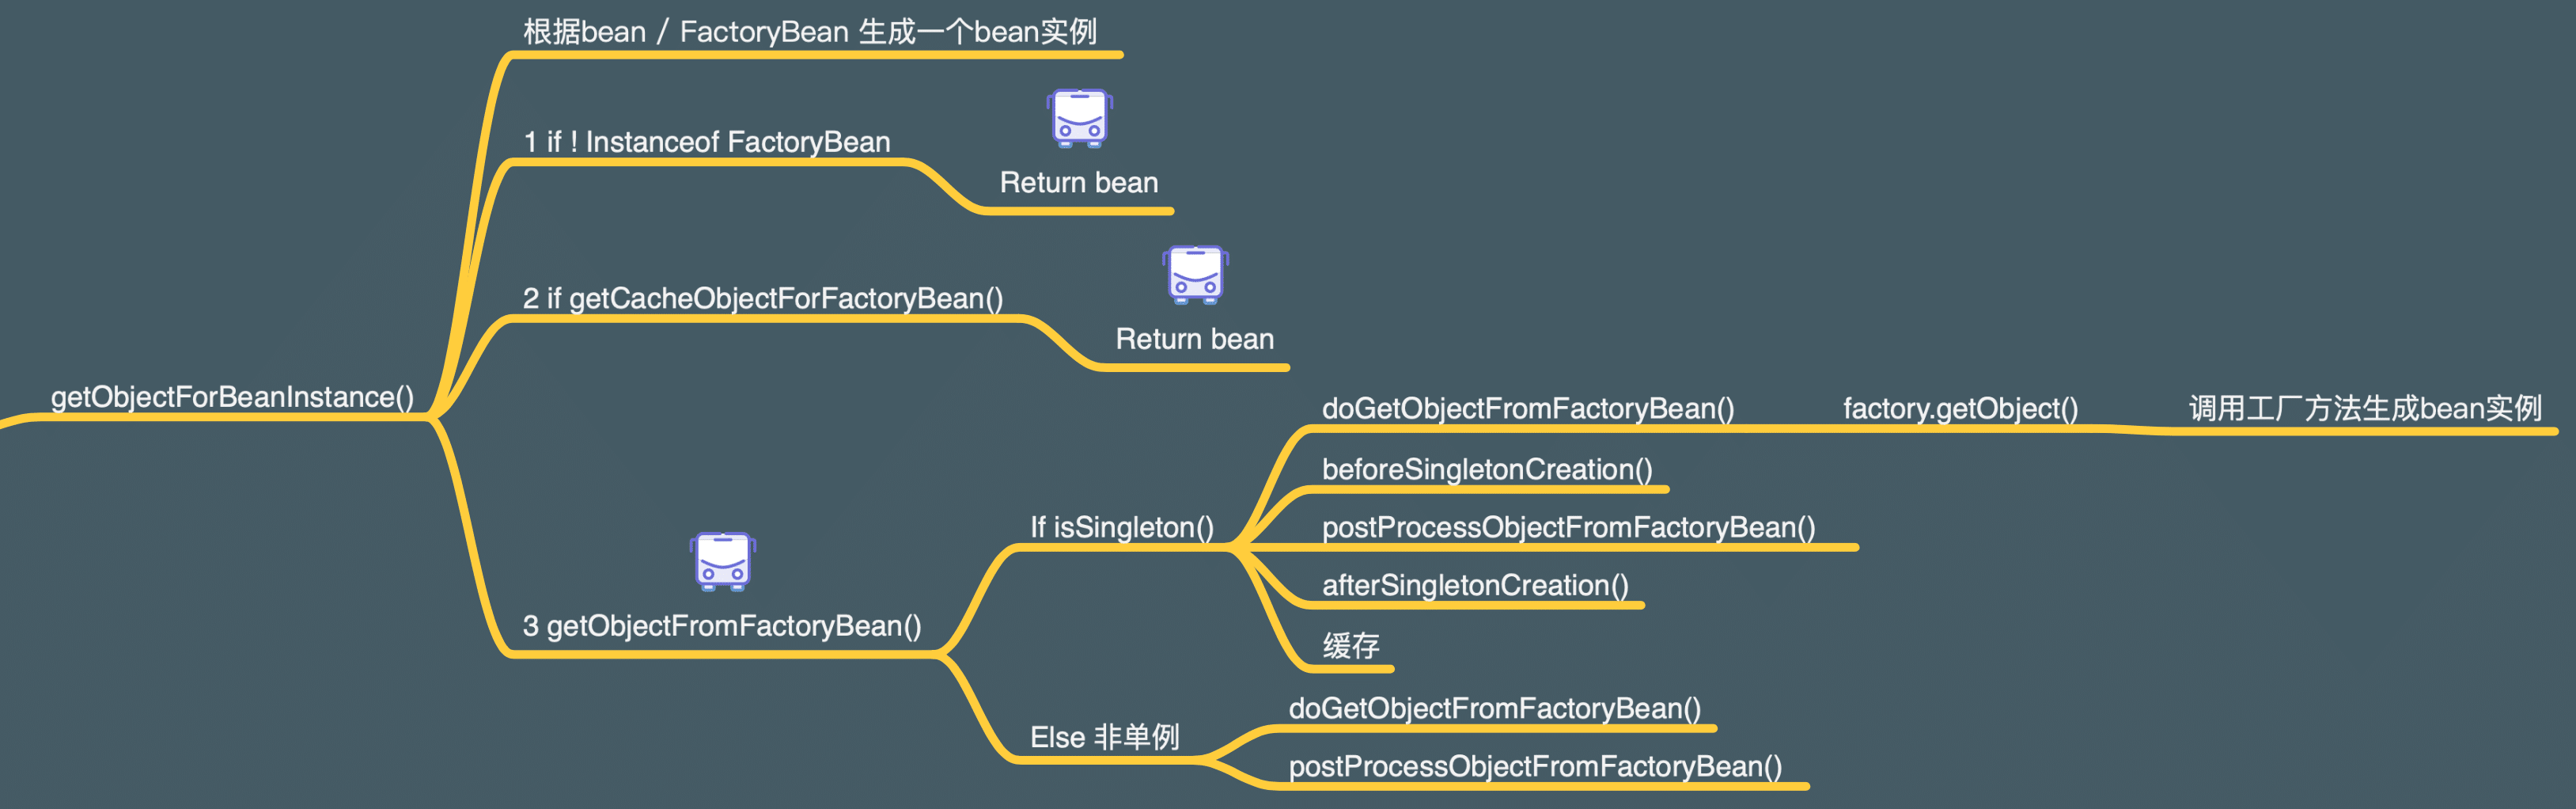 根据bean / FactoryBean 生成一个bean实例
1 if ! Instanceof FactoryBean
Return bean
2 if getCacheObjectForFactoryBean()
Return bean
getObjectForBeanInstance()
3 getObjectFromFactoryBean()
If isSingleton()
doGetObjectFromFactoryBean()
factory.getObject()
调用工厂方法生成bean实例
beforeSingletonCreation()
postProcessObjectFromFactoryBean()
afterSingletonCreation()
缓存
Else 非单例
doGetObjectFromFactoryBean()
postProcessObjectFromFactoryBean()